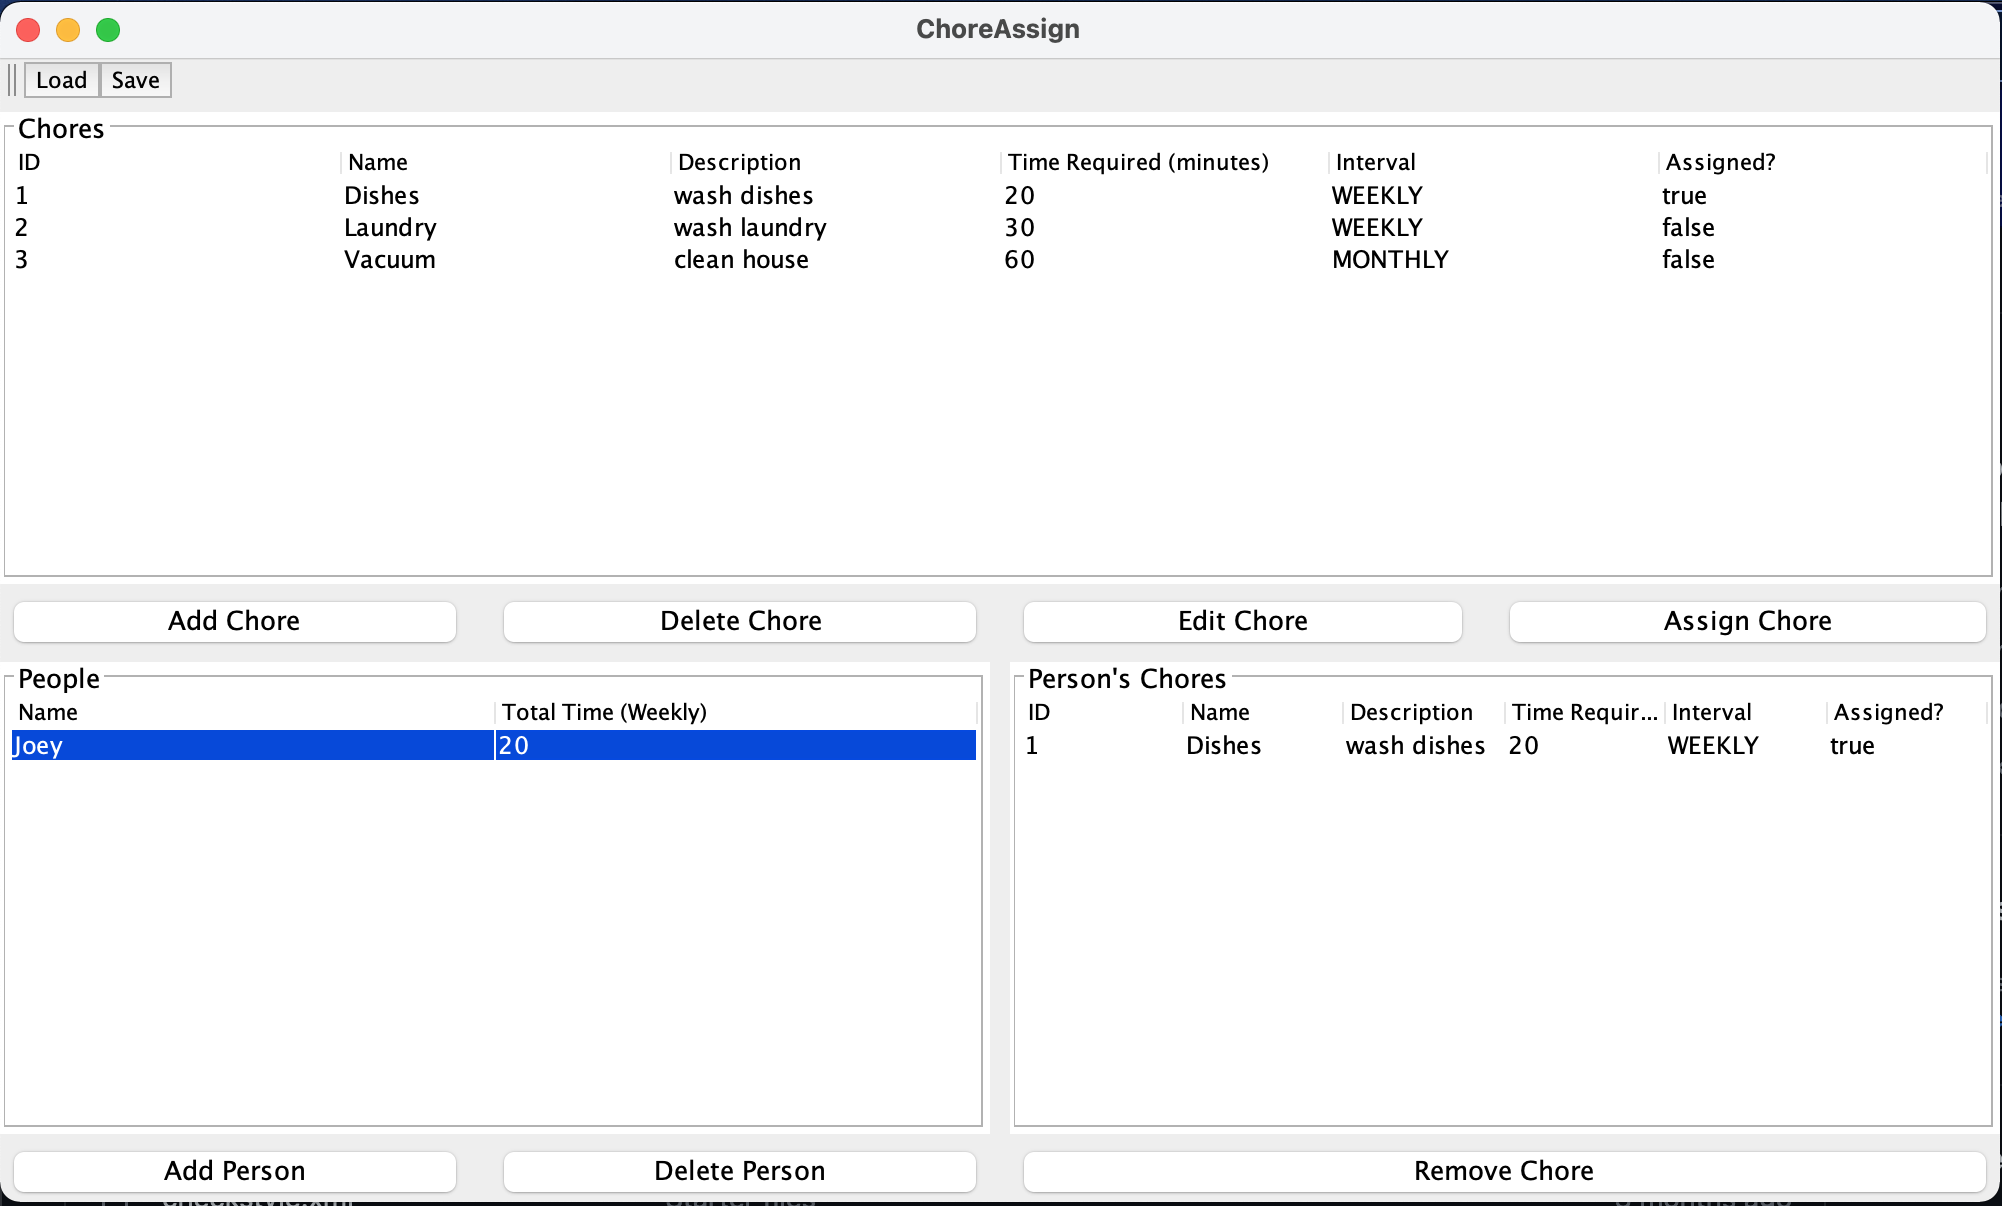 ChoreAssign
Load Save
Chores
ID Name Description Time Required (minutes) Interval Assigned?
1 Dishes wash dishes 20 WEEKLY true
2 Laundry wash laundry 30 WEEKLY false
3 Vacuum clean house 60 MONTHLY false
Add Chore Delete Chore Edit Chore Assign Chore
People
Name Total Time (Weekly)
Joey 20
Person's Chores
ID Name Description Time Requir... Interval Assigned?
1 Dishes wash dishes 20 WEEKLY true
Add Person Delete Person Remove Chore